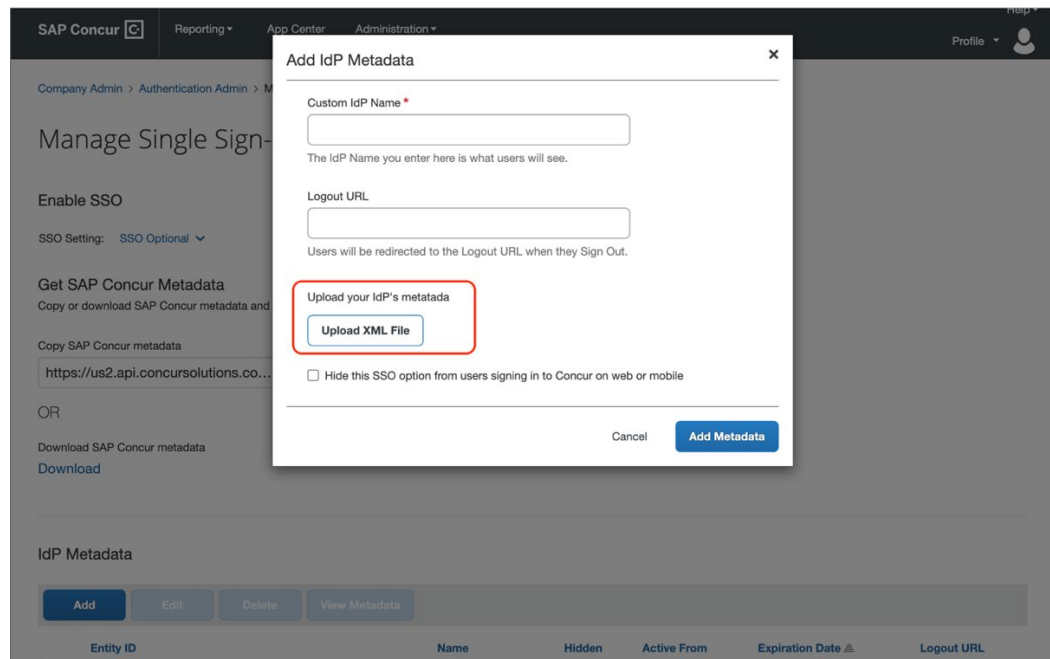 Help
SAP Concur C
Reporting
App Center
Administration
Profile
Company Admin > Authentication Admin > M
Manage Single Sign-
Enable SSO
SSO Setting: SSO Optional
Get SAP Concur Metadata
Copy or download SAP Concur metadata and
Copy SAP Concur metadata
https://us2.api.concursolutions.co...
OR
Download SAP Concur metadata
Download
Add IdP Metadata
Custom IdP Name *
The IdP Name you enter here is what users will see.
Logout URL
Users will be redirected to the Logout URL when they Sign Out.
Upload your IdP's metatada
Upload XML File
Hide this SSO option from users signing in to Concur on web or mobile
Cancel
Add Metadata
IdP Metadata
Add
Edit
Delete
View Metadata
Entity ID
Name
Hidden
Active From
Expiration Date
Logout URL